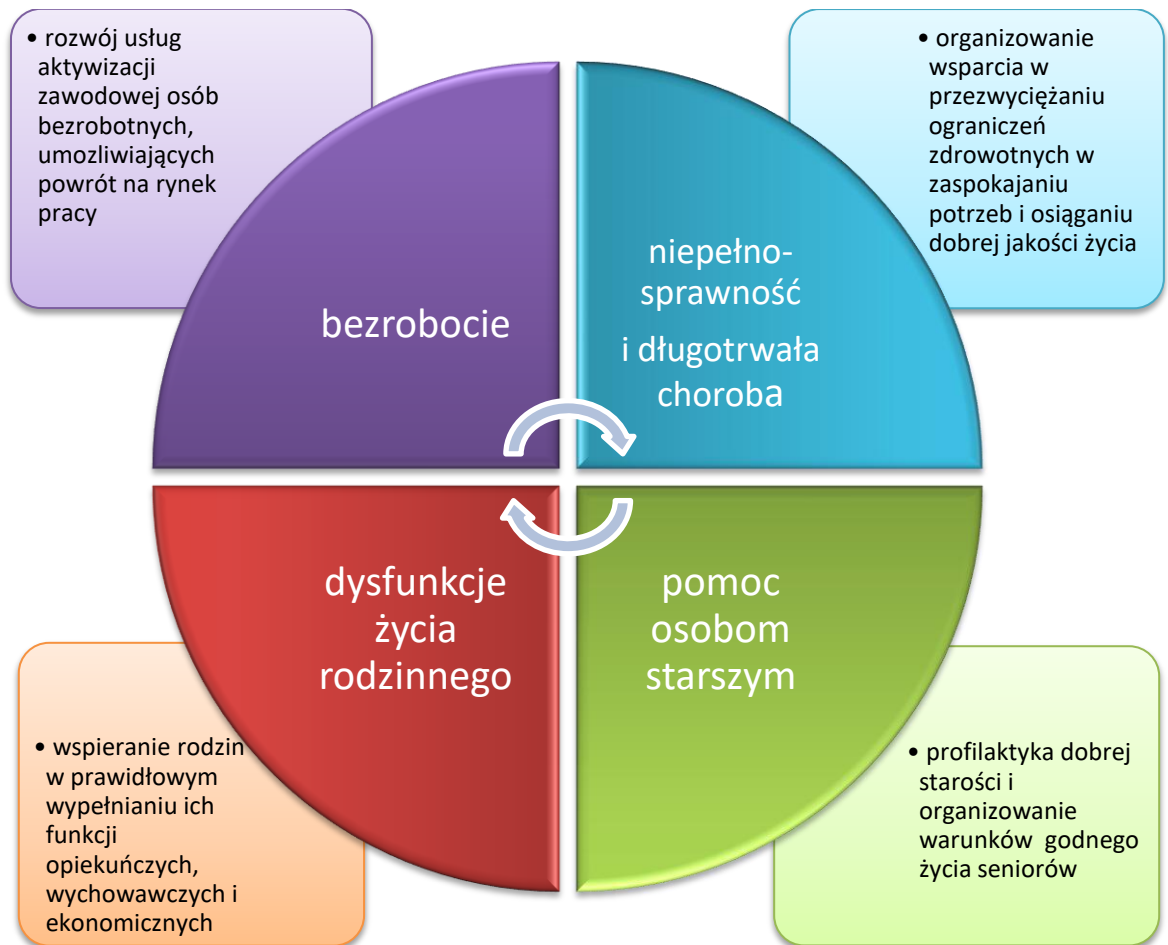 • rozwój usług
aktywizacji
zawodowej osób
bezrobotnych,
umozliwiających
powrót na rynek
pracy
• organizowanie
wsparcia w
przezwyciężaniu
ograniczeń
zdrowotnych w
zaspokajaniu
potrzeb i osiąganiu
dobrej jakości życia
bezrobocie
niepełno-
sprawność
i długotrwała
choroba
dysfunkcje
życia
rodzinnego
pomoc
osobom
starszym
• wspieranie rodzin
w prawidłowym
wypełnianiu ich
funkcji
opiekuńczych,
wychowawczych i
ekonomicznych
• profilaktyka dobrej
starości i
organizowanie
warunków godnego
życia seniorów